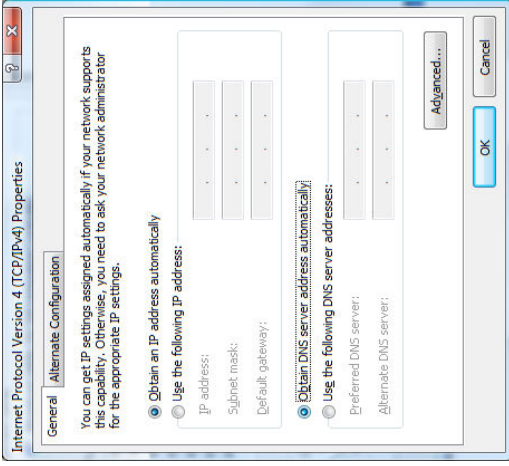 Internet Protocol Version 4 (TCP/IPv4) Properties
General Alternate Configuration
You can get IP settings assigned automatically if your network supports
this capability. Otherwise, you need to ask your network administrator
for the appropriate IP settings.
Obtain an IP address automatically
Use the following IP address:
IP address:
Subnet mask:
Default gateway:
Obtain DNS server address automatically
Use the following DNS server addresses:
Preferred DNS server:
Alternate DNS server:
Advanced...
OK Cancel